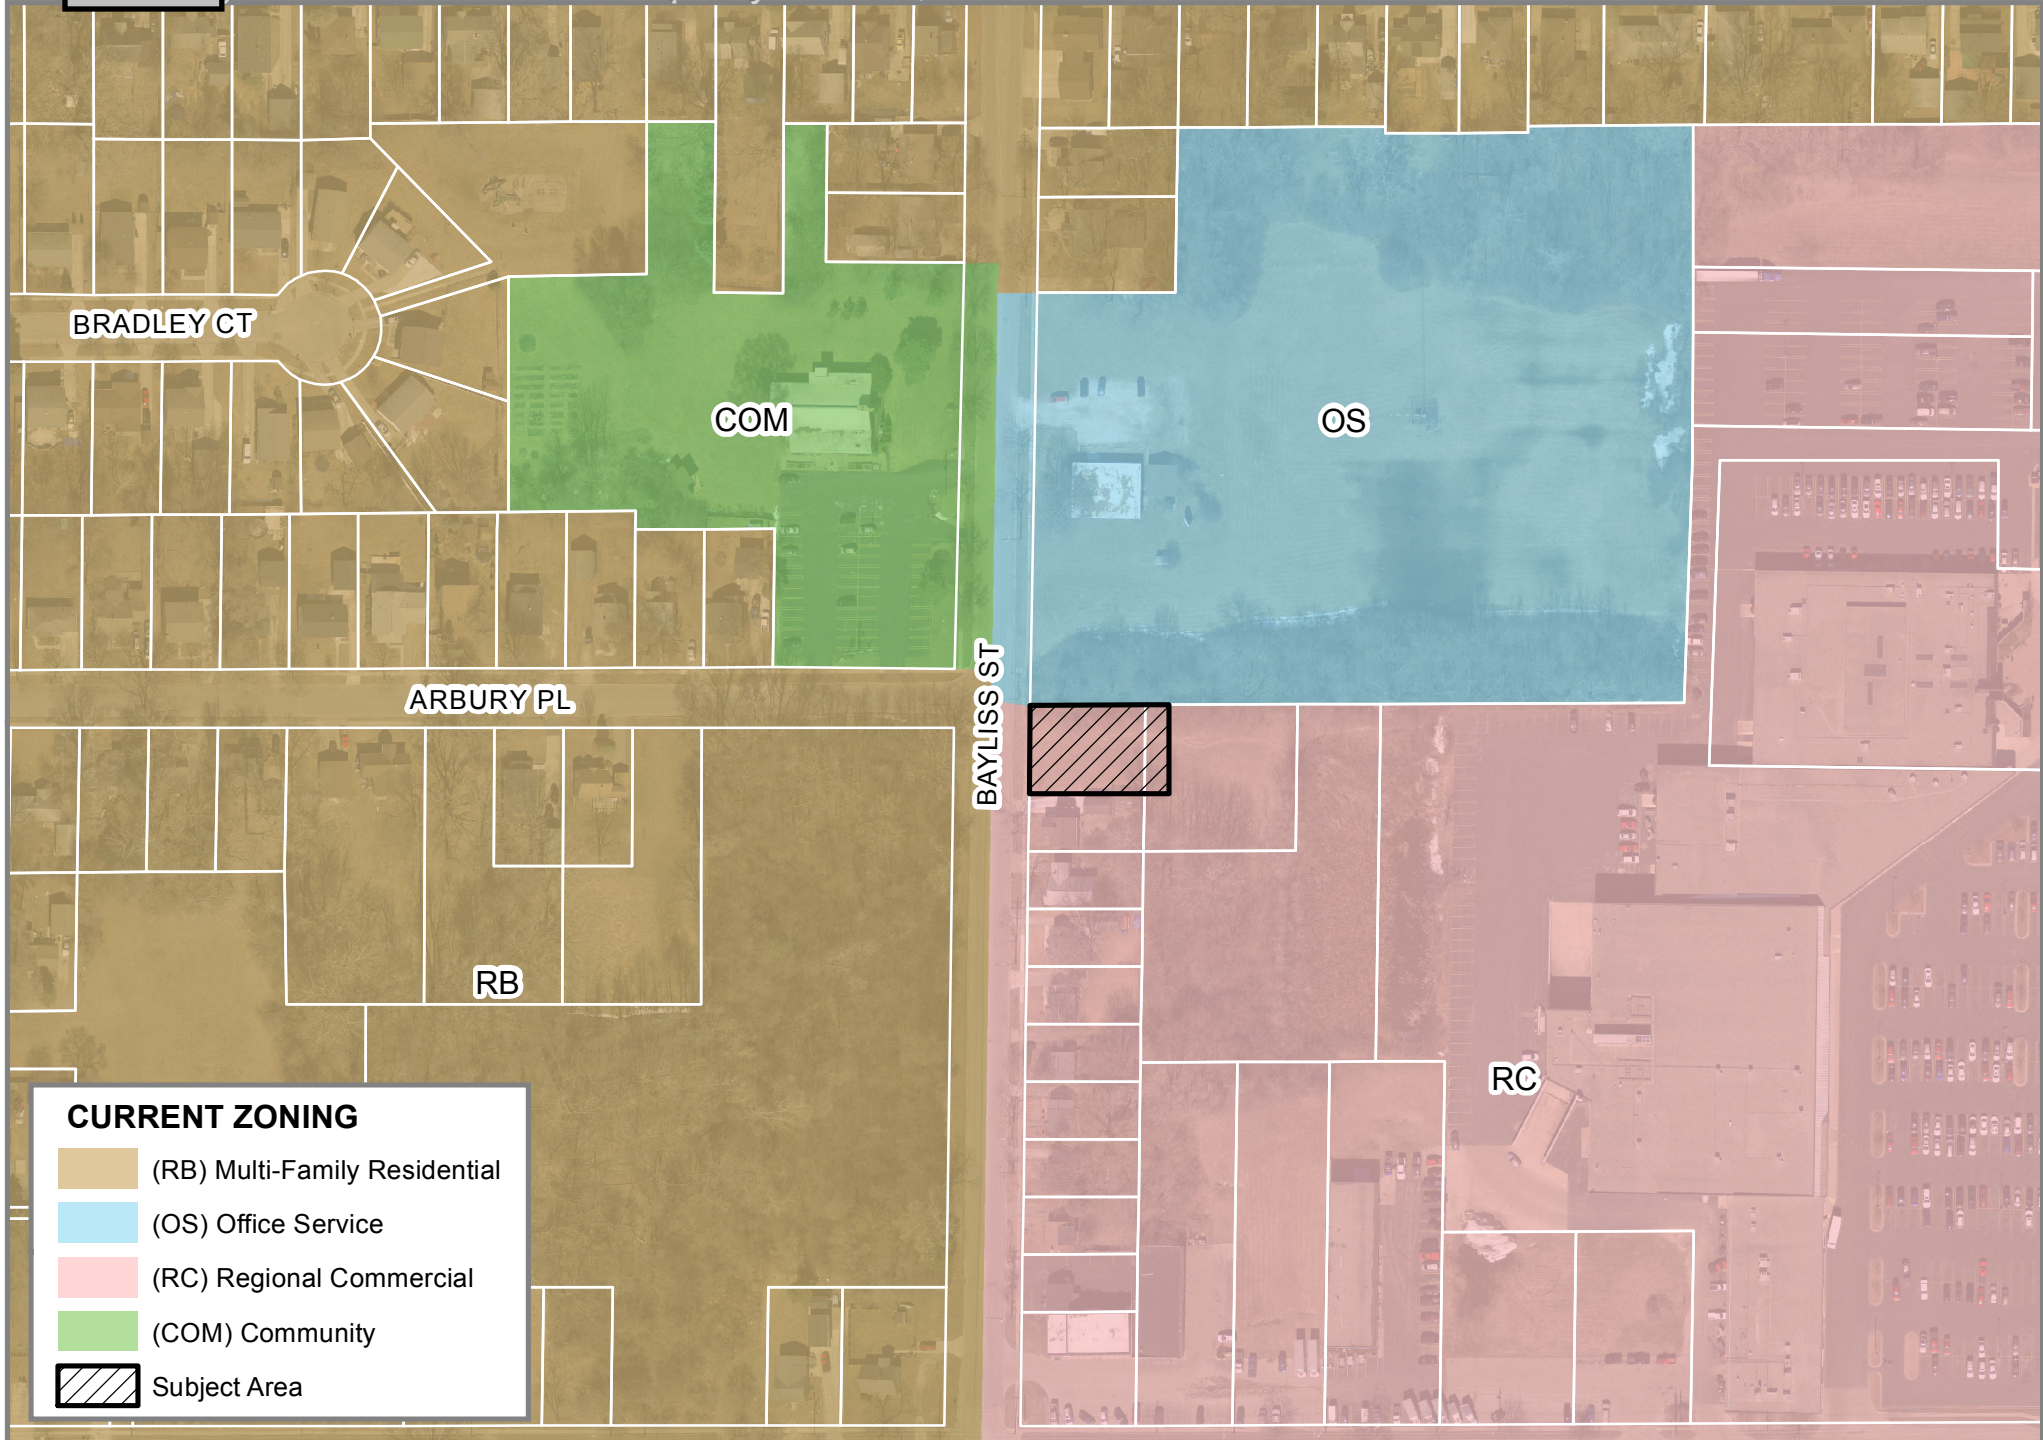 BRADLEY CT
COM
OS
BAYLISS ST
ARBURY PL
RB
RC
CURRENT ZONING
(RB) Multi-Family Residential
(OS) Office Service
(RC) Regional Commercial
(COM) Community
Subject Area